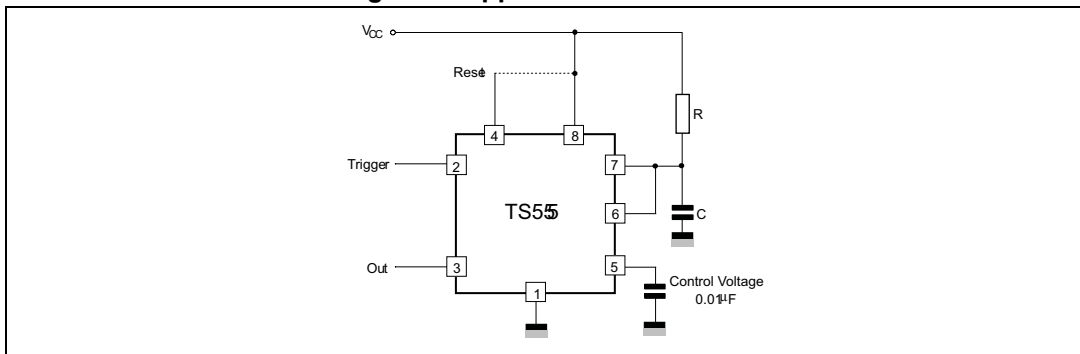 VCC
Reset
R
4
8
Trigger
2
7
TS555
6
C
Out
3
5
Control Voltage
0.01µF
1